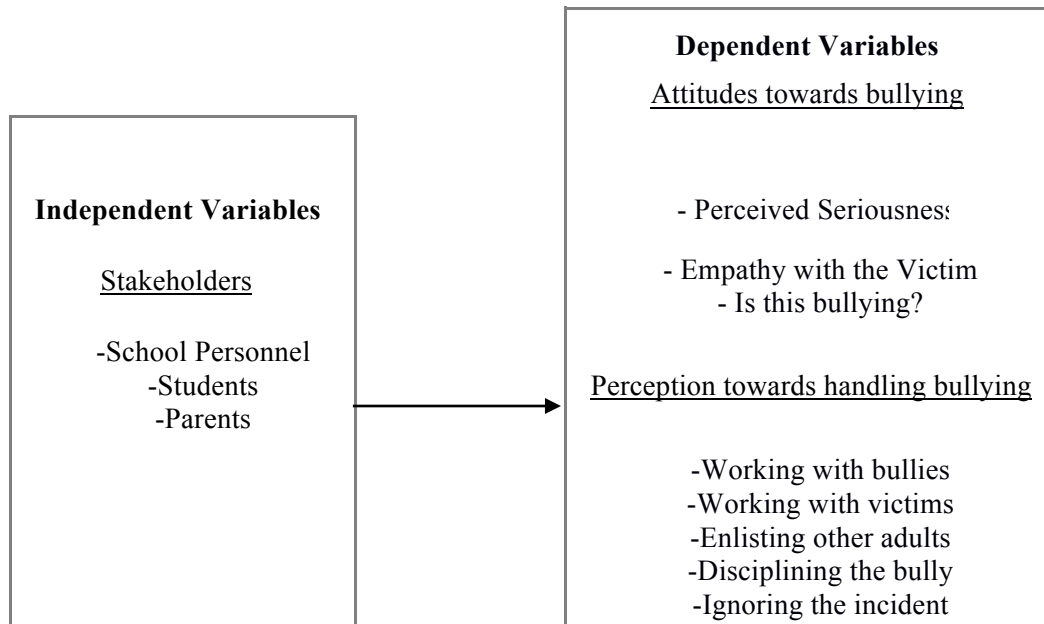 Independent Variables
Stakeholders
-School Personnel
-Students
-Parents
Dependent Variables
Attitudes towards bullying
- Perceived Seriousness
- Empathy with the Victim
- Is this bullying?
Perception towards handling bullying
-Working with bullies
-Working with victims
-Enlisting other adults
-Disciplining the bully
-Ignoring the incident